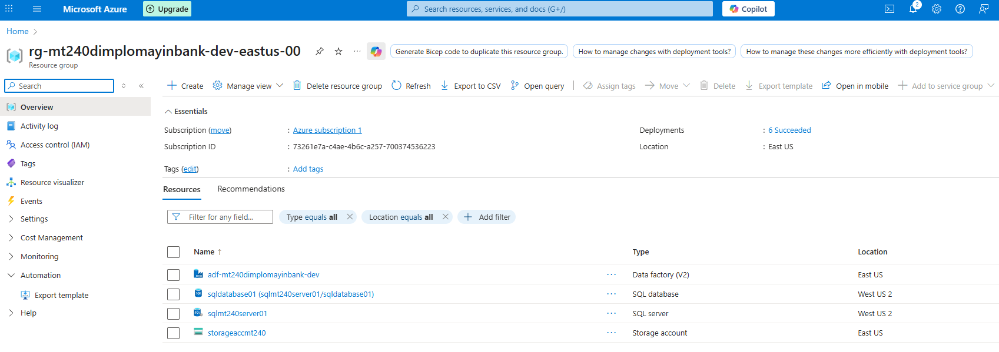 Microsoft Azure
Upgrade
Search resources, services, and docs (G+/)
Copilot
2
Home
rg-mt240dimplomayinbank-dev-eastus-00
Resource group
Generate Bicep code to duplicate this resource group.
How to manage changes with deployment tools?
How to manage these changes more efficiently with deployment tools?
Search
Overview
Activity log
Access control (IAM)
Tags
Resource visualizer
Events
Settings
Cost Management
Monitoring
Automation
Export template
Help
Create
Manage view
Delete resource group
Refresh
Export to CSV
Open query
Assign tags
Move
Delete
Export template
Open in mobile
Add to service group
Essentials
Subscription (move) : Azure subscription 1
Subscription ID : 73261e7a-c4ae-4b6c-a257-700374536223
Tags (edit) : Add tags
Deployments : 6 Succeeded
Location : East US
Resources
Recommendations
Filter for any field...
Type equals all
Location equals all
Add filter
Name ↑ Type Location
adf-mt240dimplomayinbank-dev ··· Data factory (V2) East US
SQL sqldatabase01 (sqlmt240server01/sqldatabase01) ··· SQL database West US 2
SQL sqlmt240server01 ··· SQL server West US 2
storageaccmt240 ··· Storage account East US